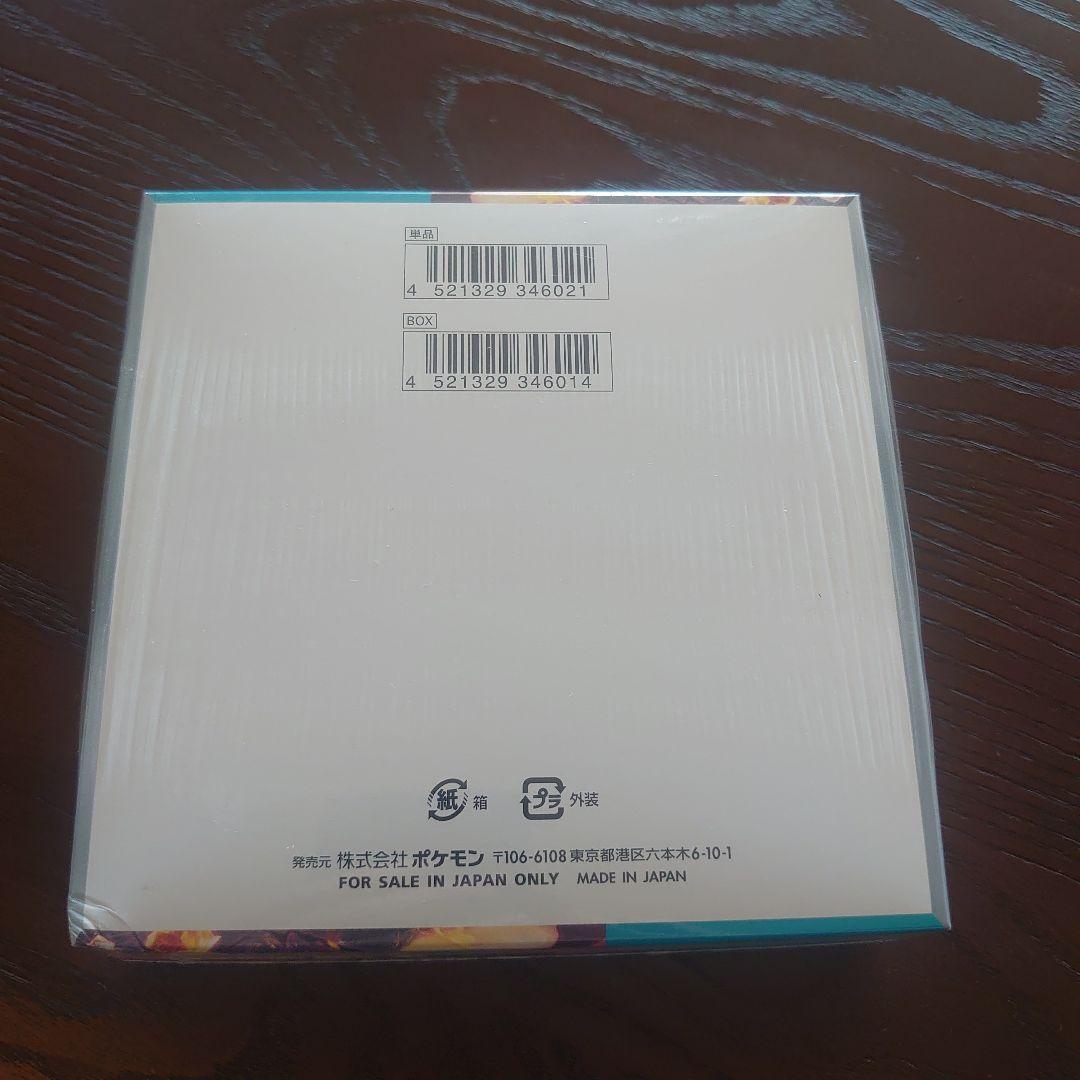 単品
4 521329 346021
BOX
4 521329 346014
紙 箱 プラ 外装
発売元 株式会社 ポケモン 〒106-6108 東京都港区六本木6-10-1
FOR SALE IN JAPAN ONLY MADE IN JAPAN